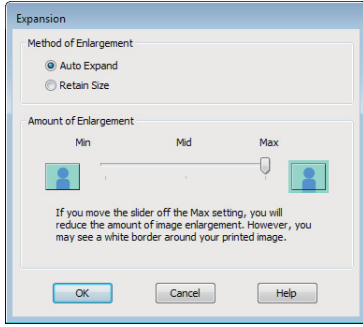 Expansion
Method of Enlargement
Auto Expand
Retain Size
Amount of Enlargement
Min Mid Max
If you move the slider off the Max setting, you will
reduce the amount of image enlargement. However, you
may see a white border around your printed image.
OK Cancel Help